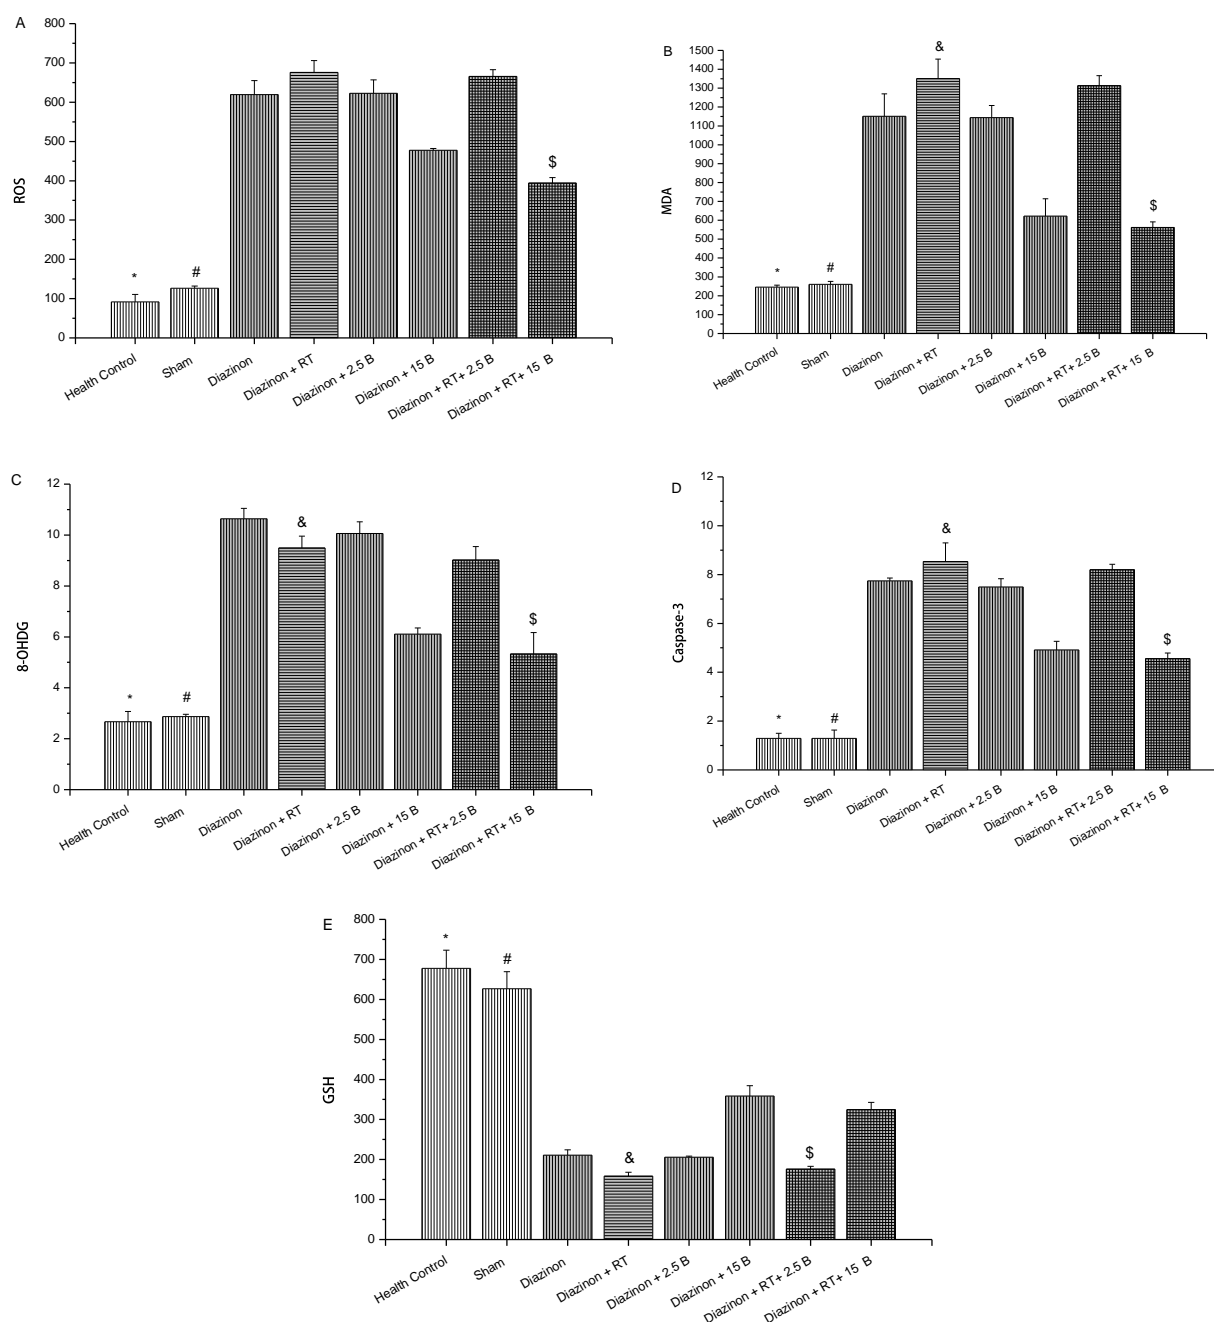 A
800
700
600
500
400
300
200
100
0
ROS
*
#
$
Health Control
Sham
Diazinon
Diazinon + RT
Diazinon + 2.5 B
Diazinon + 15 B
Diazinon + RT+ 2.5 B
Diazinon + RT+ 15 B
B
1500
1400
1300
1200
1100
1000
900
800
700
600
500
400
300
200
100
0
MDA
*
#
&
$
Health Control
Sham
Diazinon
Diazinon + RT
Diazinon + 2.5 B
Diazinon + 15 B
Diazinon + RT+ 2.5 B
Diazinon + RT+ 15 B
C
12
10
8
6
4
2
0
8-OHDG
*
#
&
$
Health Control
Sham
Diazinon
Diazinon + RT
Diazinon + 2.5 B
Diazinon + 15 B
Diazinon + RT+ 2.5 B
Diazinon + RT+ 15 B
D
12
10
8
6
4
2
0
Caspase-3
*
#
&
$
Health Control
Sham
Diazinon
Diazinon + RT
Diazinon + 2.5 B
Diazinon + 15 B
Diazinon + RT+ 2.5 B
Diazinon + RT+ 15 B
E
800
700
600
500
400
300
200
100
0
GSH
*
#
&
$
Health Control
Sham
Diazinon
Diazinon + RT
Diazinon + 2.5 B
Diazinon + 15 B
Diazinon + RT+ 2.5 B
Diazinon + RT+ 15 B